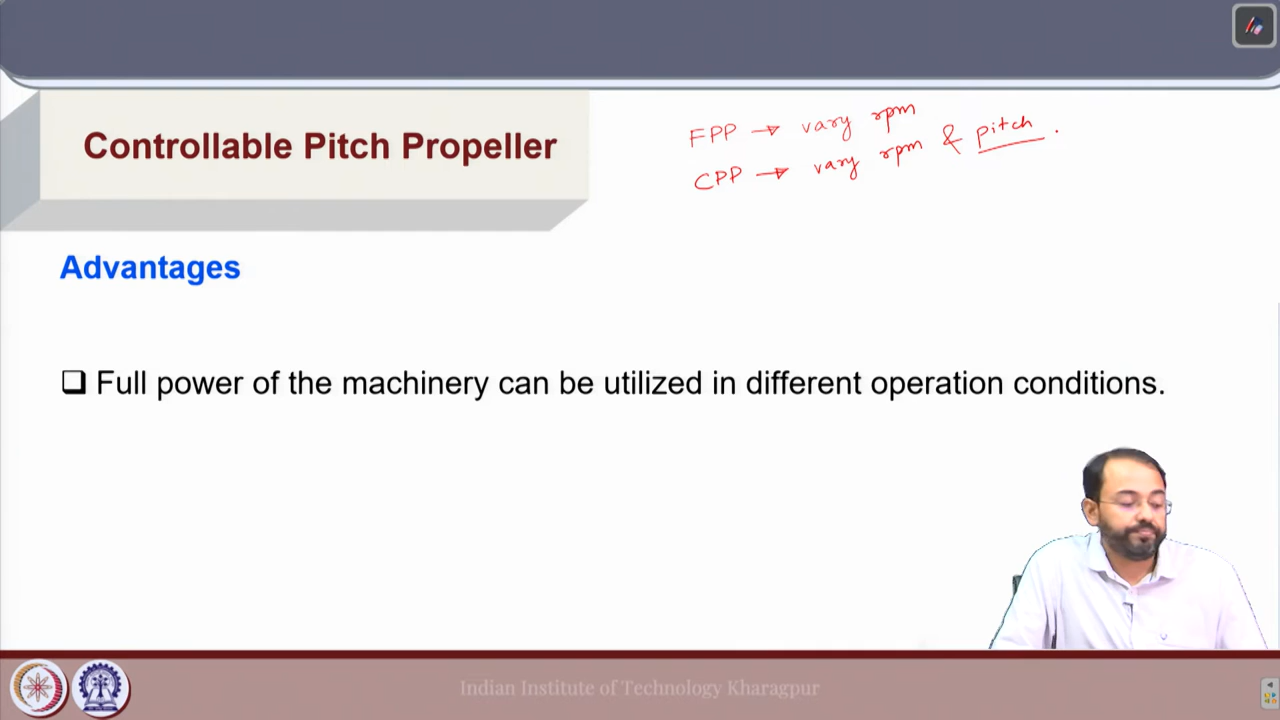 FPP → vary rpm
Controllable Pitch Propeller
CPP → vary rpm & pitch.
Advantages
❑ Full power of the machinery can be utilized in different operation conditions.
Indian Institute of Technology Kharagpur